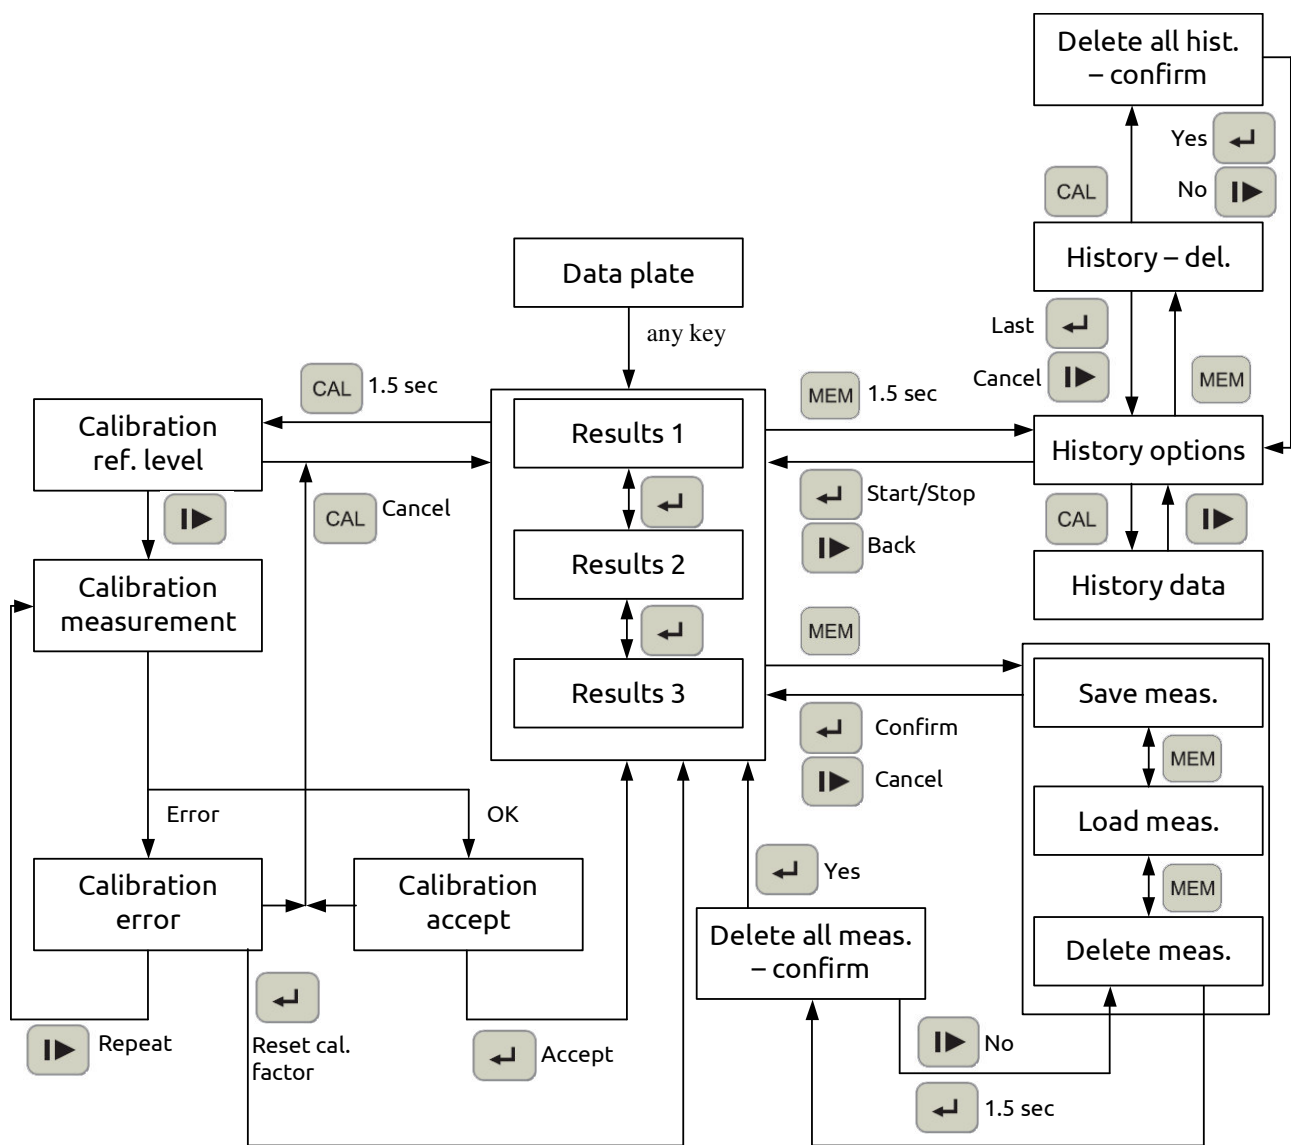 Delete all hist.
– confirm
Yes
No
CAL
History – del.
Data plate
any key
Last
Cancel
MEM
CAL 1.5 sec
MEM 1.5 sec
Calibration
ref. level
Results 1
History options
CAL Cancel
Start/Stop
Back
CAL
Results 2
History data
Calibration
measurement
MEM
Results 3
Save meas.
Confirm
Cancel
MEM
Error
OK
Load meas.
Yes
MEM
Calibration
error
Calibration
accept
Delete all meas.
– confirm
Delete meas.
Repeat
Reset cal.
factor
Accept
No
1.5 sec